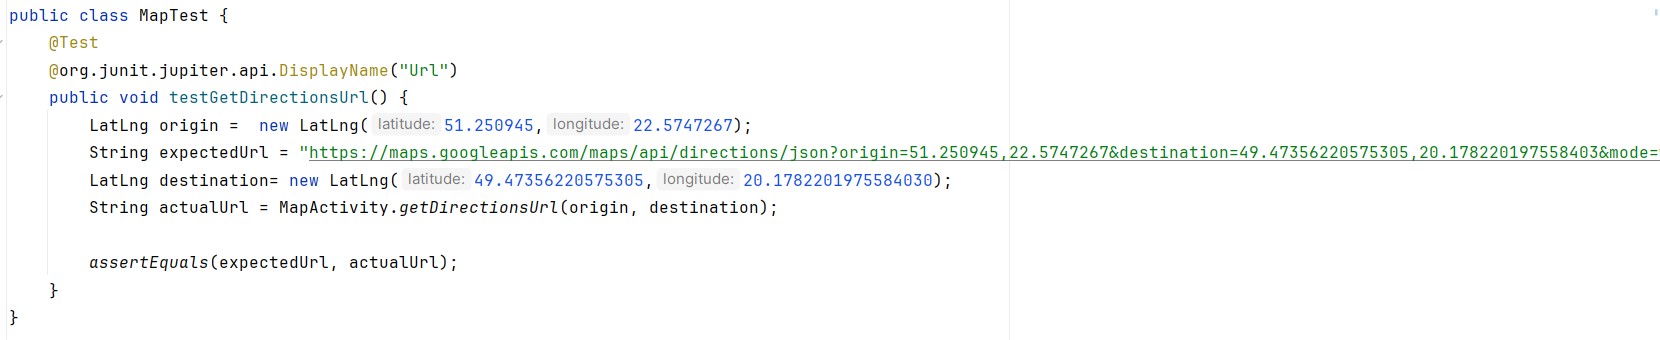 public class MapTest {
    @Test
    @org.junit.jupiter.api.DisplayName("Url")
    public void testGetDirectionsUrl() {
        LatLng origin =  new LatLng( latitude: 51.250945, longitude: 22.5747267);
        String expectedUrl = "https://maps.googleapis.com/maps/api/directions/json?origin=51.250945,22.5747267&destination=49.47356220575305,20.178220197558403&mode=
        LatLng destination= new LatLng( latitude: 49.47356220575305, longitude: 20.1782201975584030);
        String actualUrl = MapActivity.getDirectionsUrl(origin, destination);
        assertEquals(expectedUrl, actualUrl);
    }
}